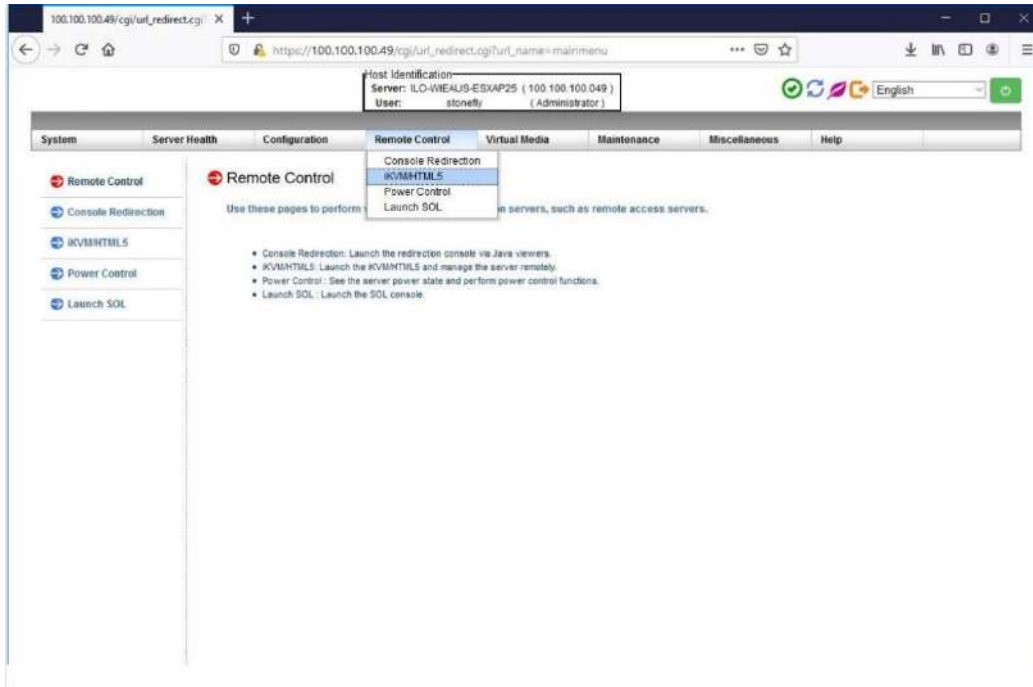 100.100.100.49/cgi/url_redirect.cgi?
https://100.100.100.49/cgi/url_redirect.cgi?url_name=mainmenu
Host Identification
Server: ILO-WIEAUS-ESXAP25 ( 100.100.100.049 )
User: stonefly ( Administrator )
English
System Server Health Configuration Remote Control Virtual Media Maintenance Miscellaneous Help
Console Redirection
iKVM/HTML5
Power Control
Launch SOL
Remote Control
Console Redirection
iKVM/HTML5
Power Control
Launch SOL
Remote Control
Use these pages to perform on servers, such as remote access servers.
Console Redirection: Launch the redirection console via Java viewers.
iKVM/HTML5: Launch the iKVM/HTML5 and manage the server remotely.
Power Control : See the server power state and perform power control functions.
Launch SOL : Launch the SOL console.